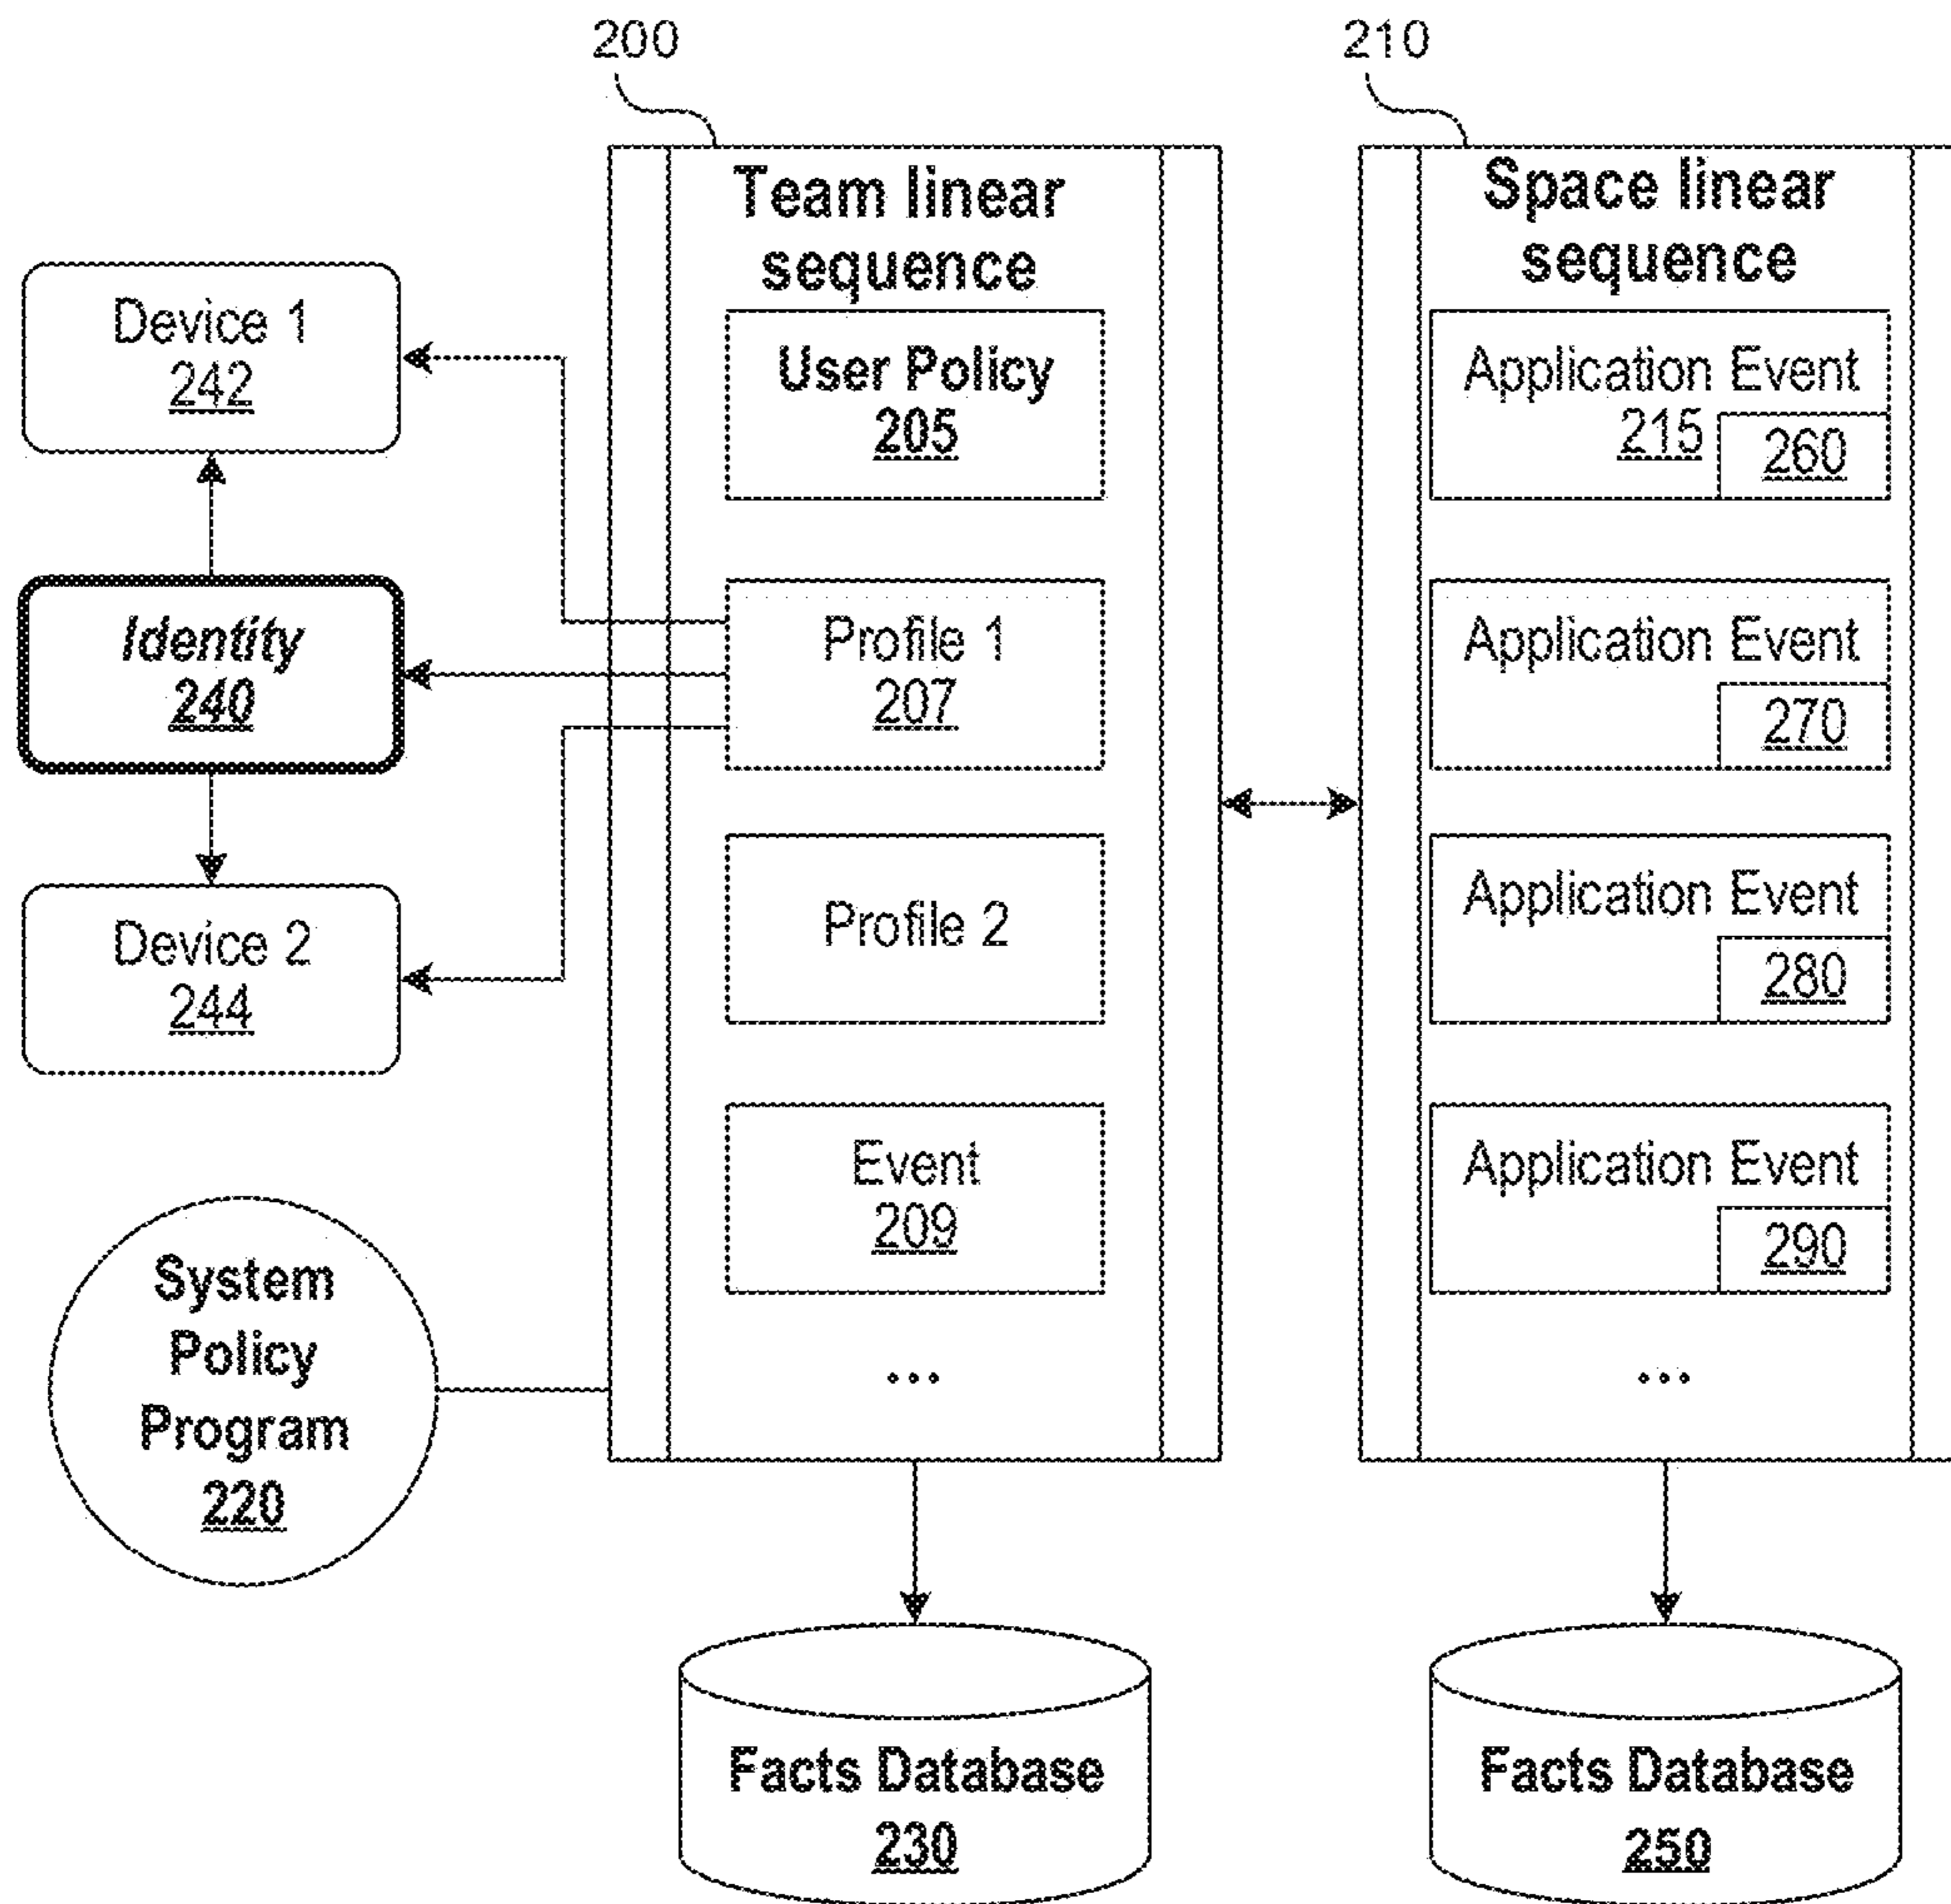 200
210
Team linear
sequence
Space linear
sequence
Device 1
242
User Policy
205
Application Event
215
260
Identity
240
Profile 1
207
Application Event
270
Device 2
244
Profile 2
Application Event
280
Event
209
Application Event
290
System
Policy
Program
220
...
...
Facts Database
230
Facts Database
250